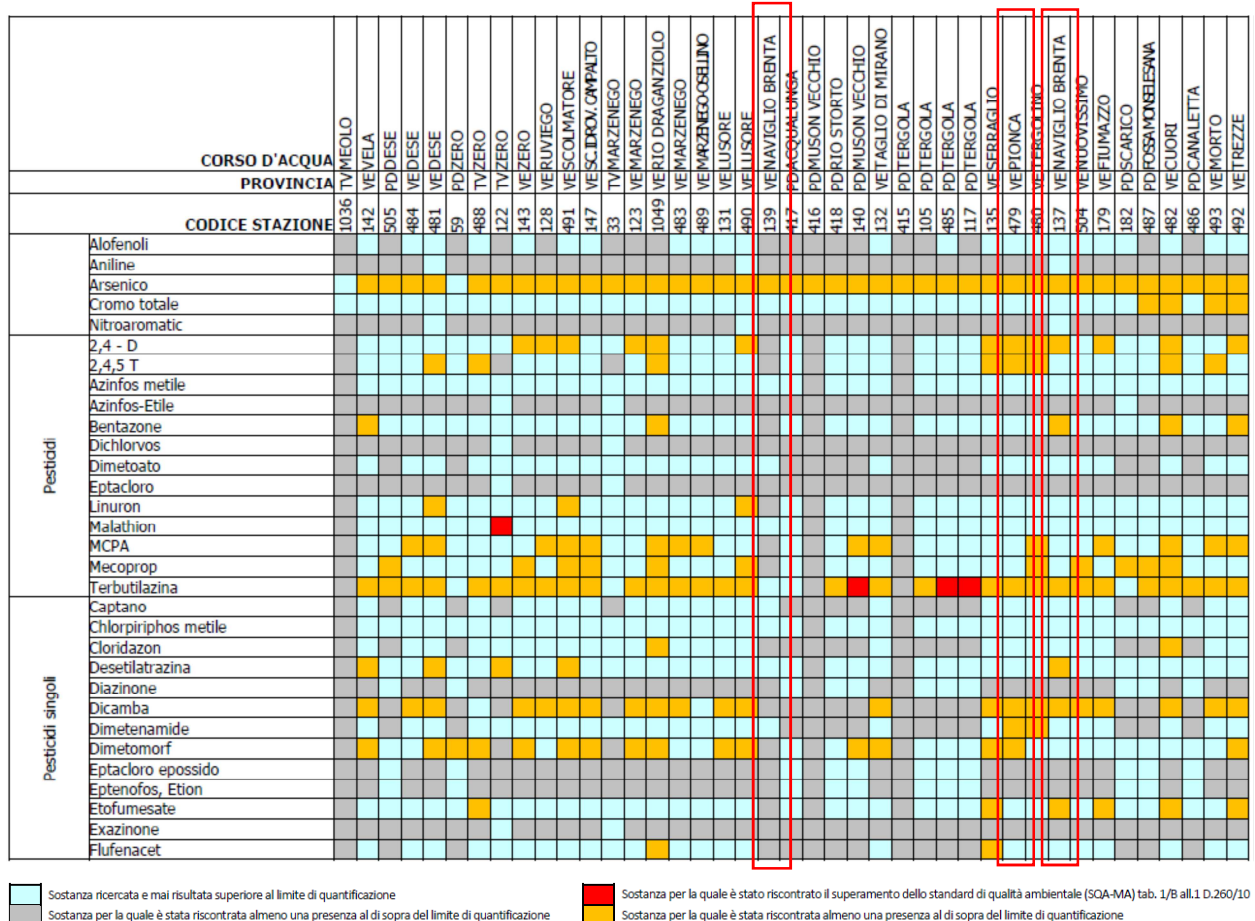 CORSO D'ACQUA MEOLO VELA DESE DESE DESE ZERO ZERO ZERO ZERO RUVIEGO SCOLMATORE SC. IDROV. CAMPALTO MARZENEGO MARZENEGO RIO DRAGANZIOLO MARZENEGO MARZENEGO-OSELLINO LUSORE LUSORE NAVIGLIO BRENTA ACQUALUNGA MUSON VECCHIO RIO STORTO MUSON VECCHIO TAGLIO DI MIRANO TERGOLA TERGOLA TERGOLA TERGOLA SERRAGLIO PIONCA TERGOLINO NAVIGLIO BRENTA NUOVISSIMO FIUMAZZO SCARICO FOSSA MONSELESANA CUORI CANALETTA MORTO TREZZE
PROVINCIA TV VE PD VE VE PD TV TV VE VE VE VE TV VE VE VE VE VE VE VE PD PD PD PD VE PD PD PD PD VE VE VE VE VE VE PD PD VE PD VE VE
CODICE STAZIONE 1036 142 505 484 481 59 488 122 143 128 491 147 33 123 1049 483 489 131 490 139 417 416 418 140 132 415 105 485 117 135 479 480 137 504 179 182 487 482 486 493 492
Alofenoli
Aniline
Arsenico
Cromo totale
Nitroaromatic
Pesticidi
2,4 - D
2,4,5 T
Azinfos metile
Azinfos-Etile
Bentazone
Dichlorvos
Dimetoato
Eptacloro
Linuron
Malathion
MCPA
Mecoprop
Terbutilazina
Pesticidi singoli
Captano
Chlorpiriphos metile
Cloridazon
Desetilatrazina
Diazinone
Dicamba
Dimetenamide
Dimetomorf
Eptacloro epossido
Eptenofos, Etion
Etofumesate
Exazinone
Flufenacet
Sostanza ricercata e mai risultata superiore al limite di quantificazione
Sostanza per la quale è stato riscontrato il superamento dello standard di qualità ambientale (SQA-MA) tab. 1/B all.1 D.260/10
Sostanza per la quale è stata riscontrata almeno una presenza al di sopra del limite di quantificazione
Sostanza per la quale è stata riscontrata almeno una presenza al di sopra del limite di quantificazione